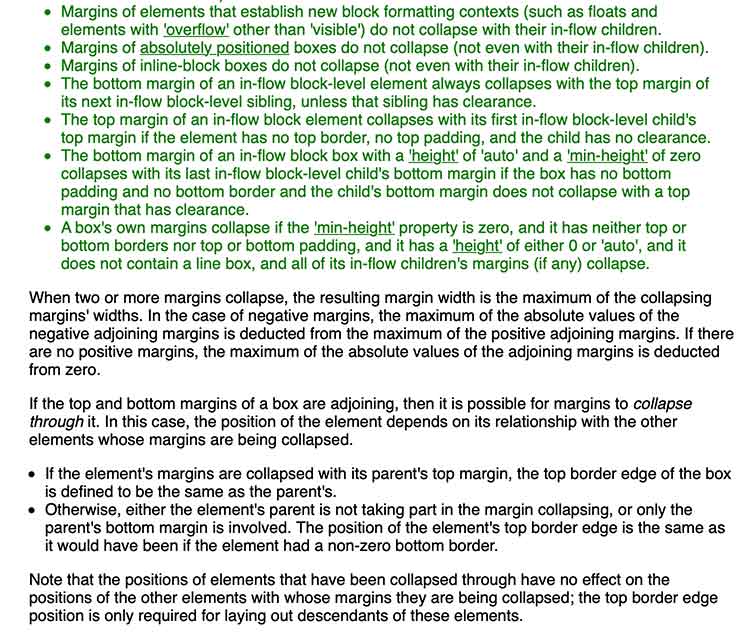 • Margins of elements that establish new block formatting contexts (such as floats and
elements with 'overflow' other than 'visible') do not collapse with their in-flow children.
• Margins of absolutely positioned boxes do not collapse (not even with their in-flow children).
• Margins of inline-block boxes do not collapse (not even with their in-flow children).
• The bottom margin of an in-flow block-level element always collapses with the top margin of
its next in-flow block-level sibling, unless that sibling has clearance.
• The top margin of an in-flow block element collapses with its first in-flow block-level child's
top margin if the element has no top border, no top padding, and the child has no clearance.
• The bottom margin of an in-flow block box with a 'height' of 'auto' and a 'min-height' of zero
collapses with its last in-flow block-level child's bottom margin if the box has no bottom
padding and no bottom border and the child's bottom margin does not collapse with a top
margin that has clearance.
• A box's own margins collapse if the 'min-height' property is zero, and it has neither top or
bottom borders nor top or bottom padding, and it has a 'height' of either 0 or 'auto', and it
does not contain a line box, and all of its in-flow children's margins (if any) collapse.
When two or more margins collapse, the resulting margin width is the maximum of the collapsing
margins' widths. In the case of negative margins, the maximum of the absolute values of the
negative adjoining margins is deducted from the maximum of the positive adjoining margins. If there
are no positive margins, the maximum of the absolute values of the adjoining margins is deducted
from zero.
If the top and bottom margins of a box are adjoining, then it is possible for margins to collapse
through it. In this case, the position of the element depends on its relationship with the other
elements whose margins are being collapsed.
• If the element's margins are collapsed with its parent's top margin, the top border edge of the box
is defined to be the same as the parent's.
• Otherwise, either the element's parent is not taking part in the margin collapsing, or only the
parent's bottom margin is involved. The position of the element's top border edge is the same as
it would have been if the element had a non-zero bottom border.
Note that the positions of elements that have been collapsed through have no effect on the
positions of the other elements with whose margins they are being collapsed; the top border edge
position is only required for laying out descendants of these elements.